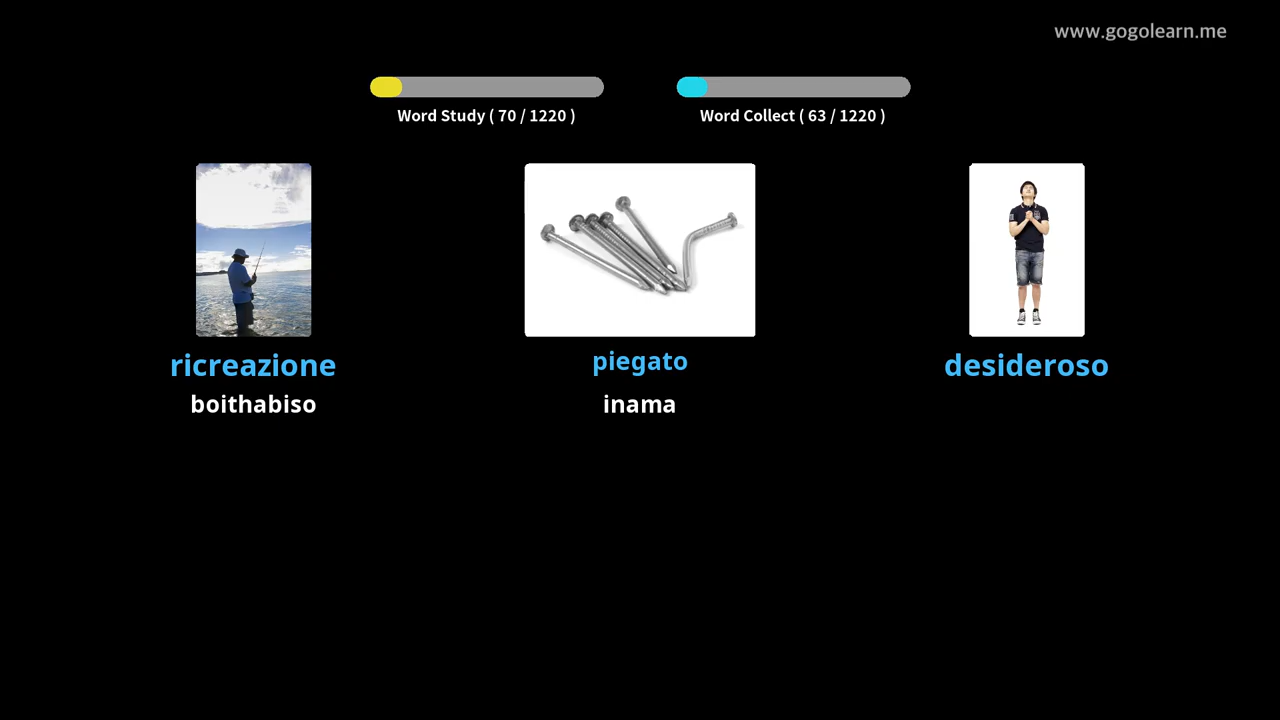 www.gogolearn.me
Word Study ( 70 / 1220 )
Word Collect ( 63 / 1220 )
ricreazione
piegato
desideroso
boithabiso
inama